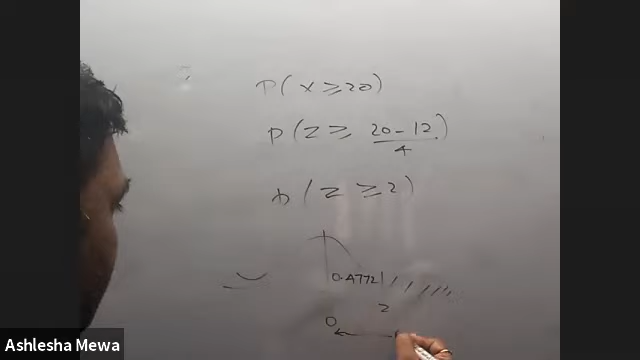 P(x≥20)
P(Z≥ 20-12/4)
p(Z≥2)
0.4772
2
0
Ashlesha Mewa